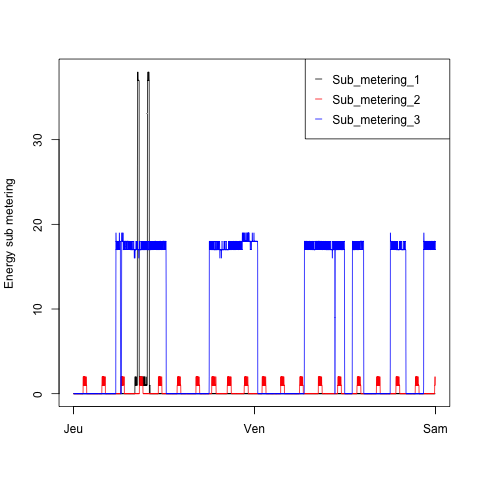 Sub_metering_1
Sub_metering_2
Sub_metering_3
Energy sub metering
30
20
10
0
Jeu Ven Sam